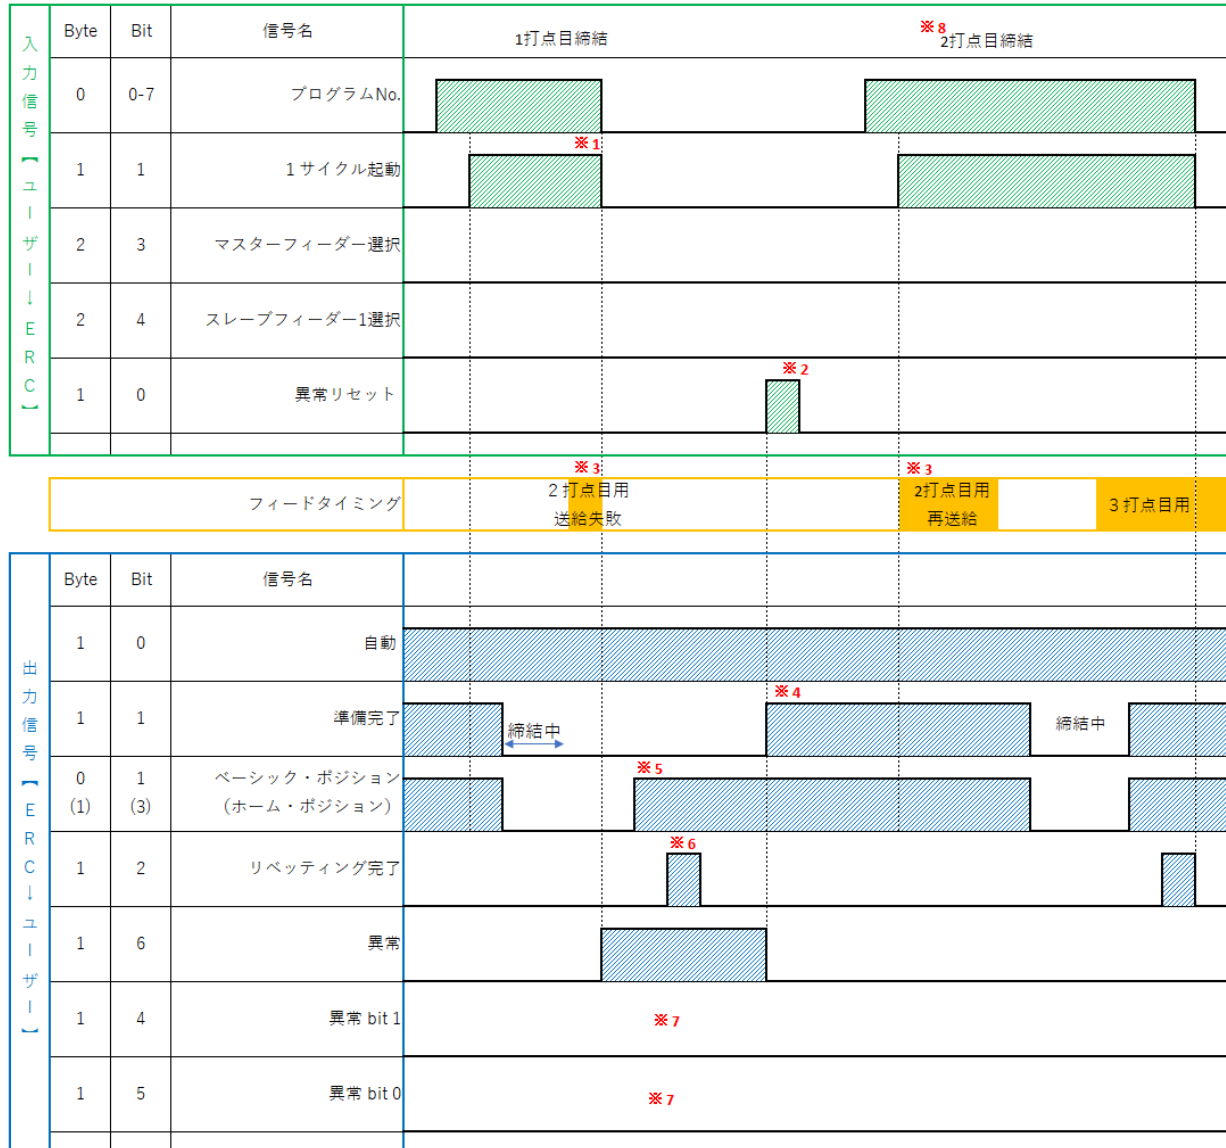 入力信号【ユーザー→ERC】
Byte Bit 信号名
1打点目締結
※8
2打点目締結
0 0-7 プログラムNo.
※1
1 1 1サイクル起動
2 3 マスターフィーダー選択
2 4 スレーブフィーダー1選択
※2
1 0 異常リセット
※3 ※3
フィードタイミング
2打点目用
送給失敗
2打点目用
再送給
3打点目用
出力信号【ERC→ユーザー】
Byte Bit 信号名
1 0 自動
※4
1 1 準備完了
締結中
締結中
※5
0 1 ベーシック・ポジション
(1) (3) (ホーム・ポジション)
※6
1 2 リベッティング完了
1 6 異常
1 4 異常 bit 1
※7
1 5 異常 bit 0
※7